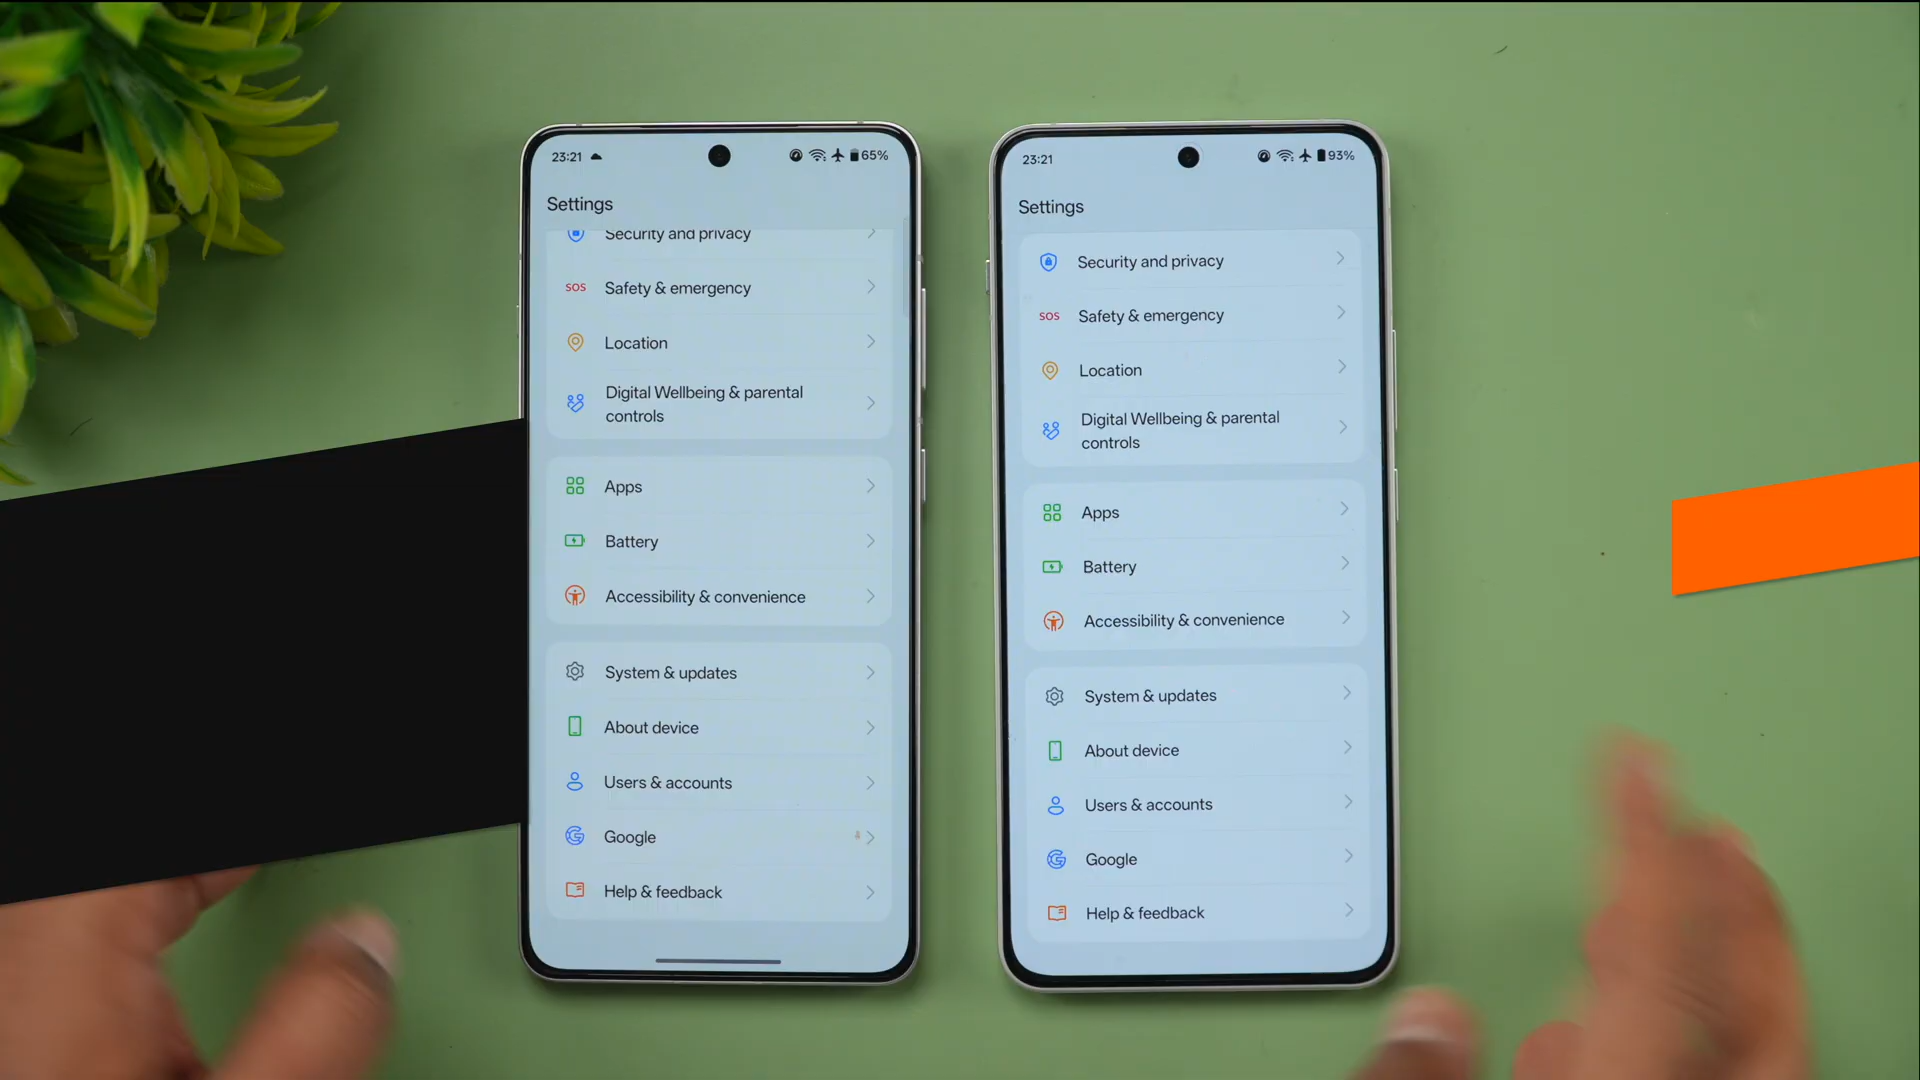 23:21
65%
Settings
Security and privacy
SOS
Safety & emergency
Location
Digital Wellbeing & parental
controls
Apps
Battery
Accessibility & convenience
System & updates
About device
Users & accounts
Google
Help & feedback
23:21
93%
Settings
Security and privacy
SOS
Safety & emergency
Location
Digital Wellbeing & parental
controls
Apps
Battery
Accessibility & convenience
System & updates
About device
Users & accounts
Google
Help & feedback